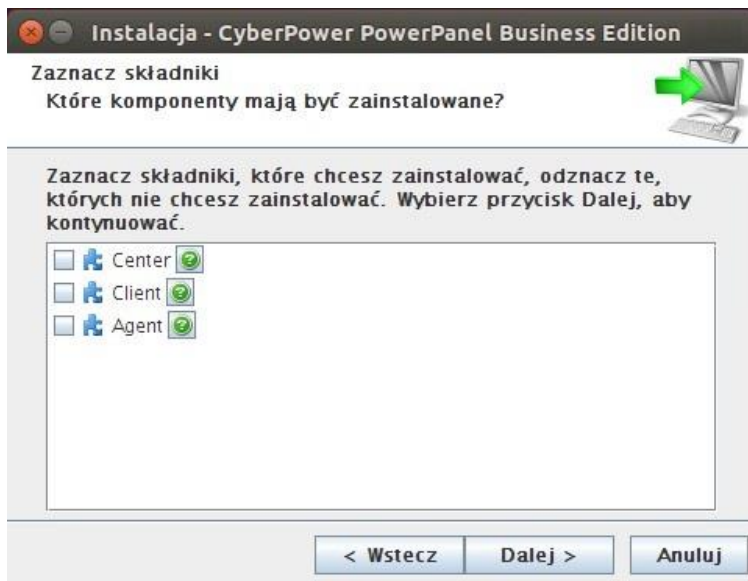 Instalacja - CyberPower PowerPanel Business Edition
Zaznacz składniki
Które komponenty mają być zainstalowane?
Zaznacz składniki, które chcesz zainstalować, odznacz te,
których nie chcesz zainstalować. Wybierz przycisk Dalej, aby
kontynuować.
Center
Client
Agent
< Wstecz
Dalej >
Anuluj